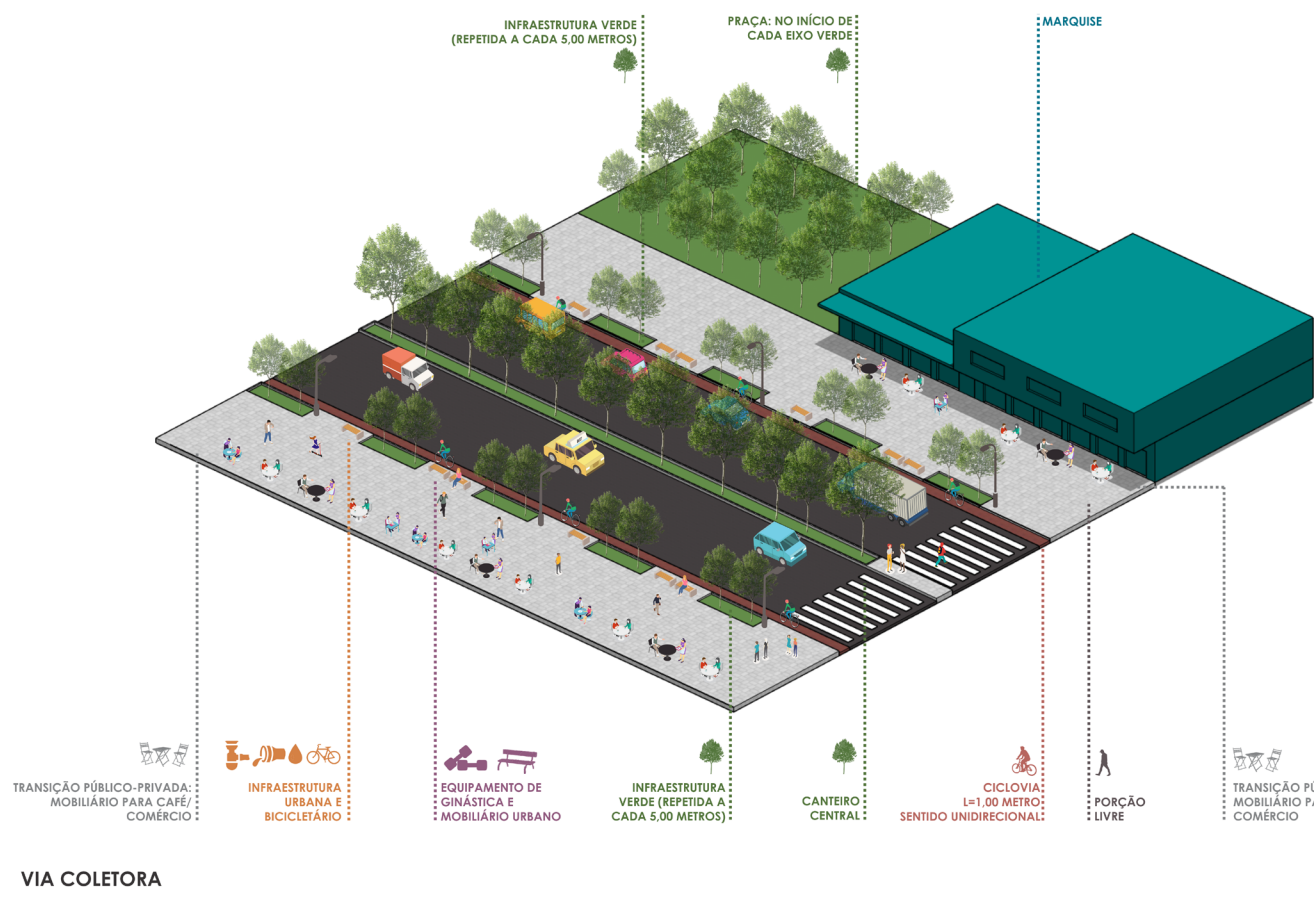 INFRAESTRUTURA VERDE
(REPETIDA A CADA 5,00 METROS)
PRAÇA: NO INÍCIO DE
CADA EIXO VERDE
MARQUISE
TRANSIÇÃO PÚBLICO-PRIVADA:
MOBILIÁRIO PARA CAFÉ/
COMÉRCIO
INFRAESTRUTURA
URBANA E
BICICLETÁRIO
EQUIPAMENTO DE
GINÁSTICA E
MOBILIÁRIO URBANO
INFRAESTRUTURA
VERDE (REPETIDA A
CADA 5,00 METROS)
CANTEIRO
CENTRAL
CICLOVIA
L=1,00 METRO
SENTIDO UNIDIRECIONAL
PORÇÃO
LIVRE
TRANSIÇÃO
MOBILIÁRIO
COMÉRCIO
VIA COLETORA